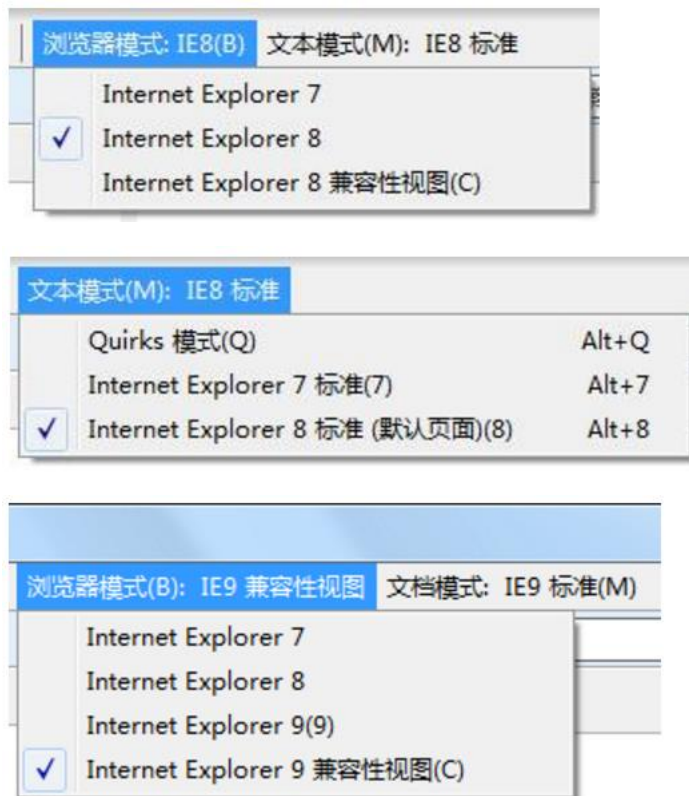 浏览器模式: IE8(B) 文本模式(M): IE8 标准
Internet Explorer 7
✓ Internet Explorer 8
Internet Explorer 8 兼容性视图(C)
文本模式(M): IE8 标准
Quirks 模式(Q) Alt+Q
Internet Explorer 7 标准(7) Alt+7
✓ Internet Explorer 8 标准 (默认页面)(8) Alt+8
浏览器模式(B): IE9 兼容性视图 文档模式: IE9 标准(M)
Internet Explorer 7
Internet Explorer 8
Internet Explorer 9(9)
✓ Internet Explorer 9 兼容性视图(C)